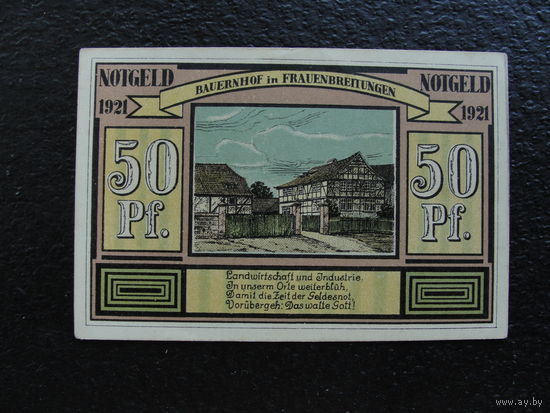 NOTGELD
1921
BAUERNHOF in FRAUENBREITUNGEN
NOTGELD
1921
50
Pf.
50
Pf.
Landwirtschaft und Industrie,
In unserm Orte weiterblüh,
Damit die Zeit der Geldesnot,
Vorübergeh: Das walte Gott!
www.ay.by